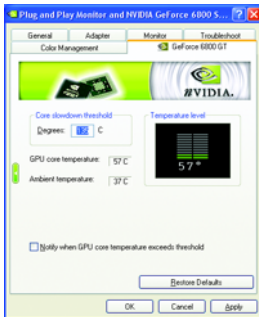 Plug and Play Monitor and NVIDIA GeForce 6800 S...
General Adapter Monitor Troubleshoot
Color Management GeForce 6800 GT
NVIDIA.
Core slowdown threshold
Degrees: C
Temperature level
GPU core temperature: 57 C
57°
Ambient temperature: 37 C
Notify when GPU core temperature exceeds threshold
Restore Defaults
OK Cancel Apply